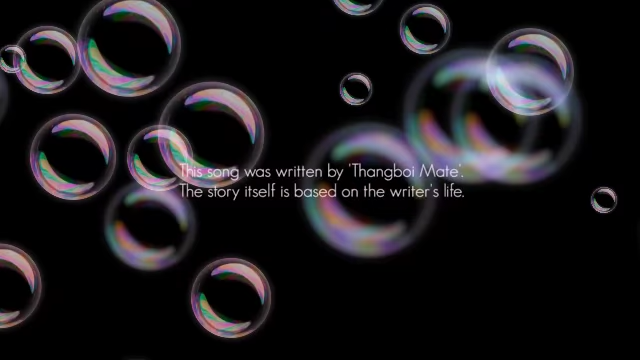 This song was written by 'Thangboi Mate'.
The story itself is based on the writer's life.